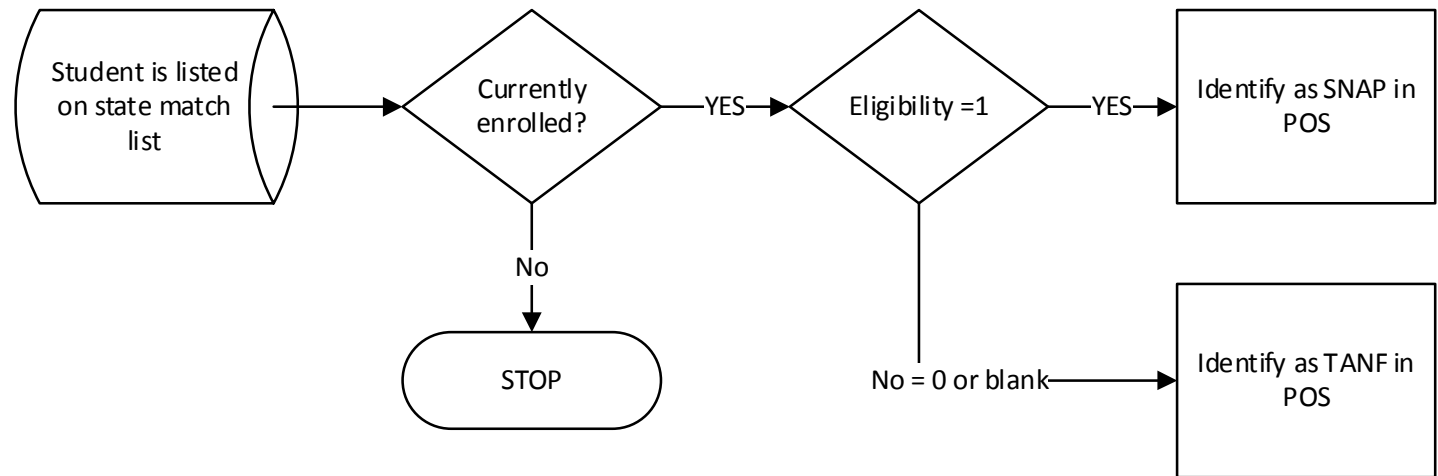 Student is listed
on state match
list
Currently
enrolled?
YES
Eligibility =1
YES
Identify as SNAP in
POS
No
STOP
No = 0 or blank
Identify as TANF in
POS